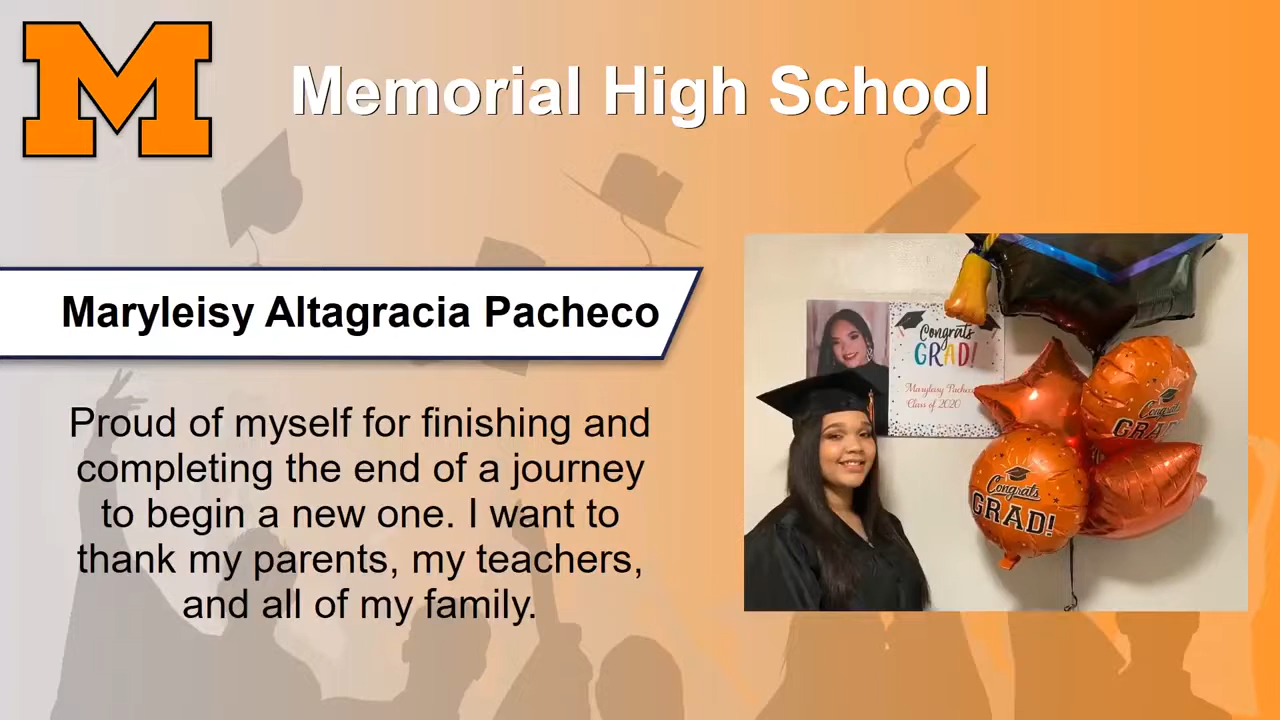 M
Memorial High School
Maryleisy Altagracia Pacheco
Proud of myself for finishing and
completing the end of a journey
to begin a new one. I want to
thank my parents, my teachers,
and all of my family.
Congrats
GRAD!
Maryleisy Pacheco
Class of 2020
Congrats
GRAD!
Congrats
GRAD!